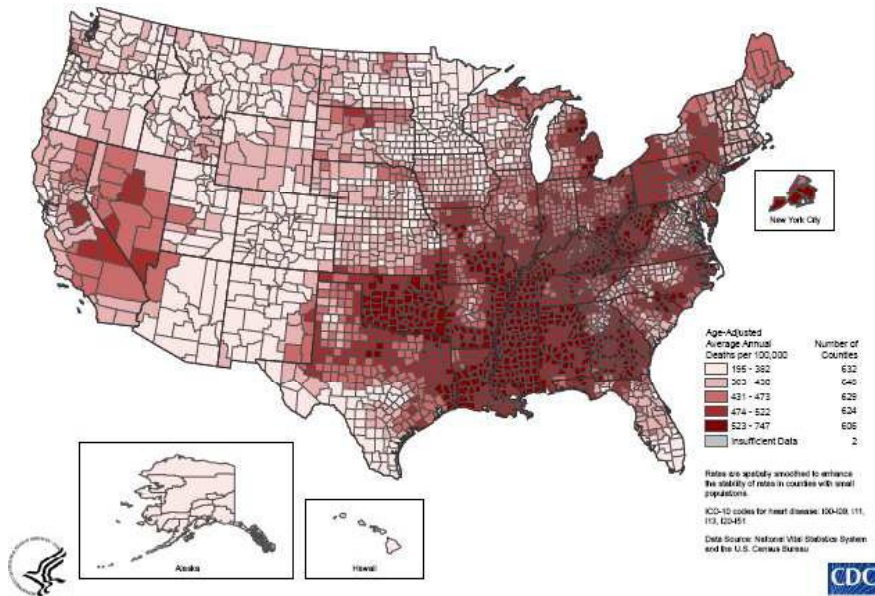 New York City
Age-Adjusted
Average Annual
Deaths per 100,000
Number of
Counties
195 - 382 632
629
431 - 473
474 - 522 624
523 - 747
Insufficient Data 2
Rates are spatially smoothed to enhance
the stability of rates in counties with small
populations.
ICD-10 codes for heart disease: I00-I09, I11,
I13, I20-I51
Data Source: National Vital Statistics System
and the U.S. Census Bureau
Alaska
Hawaii
CDC